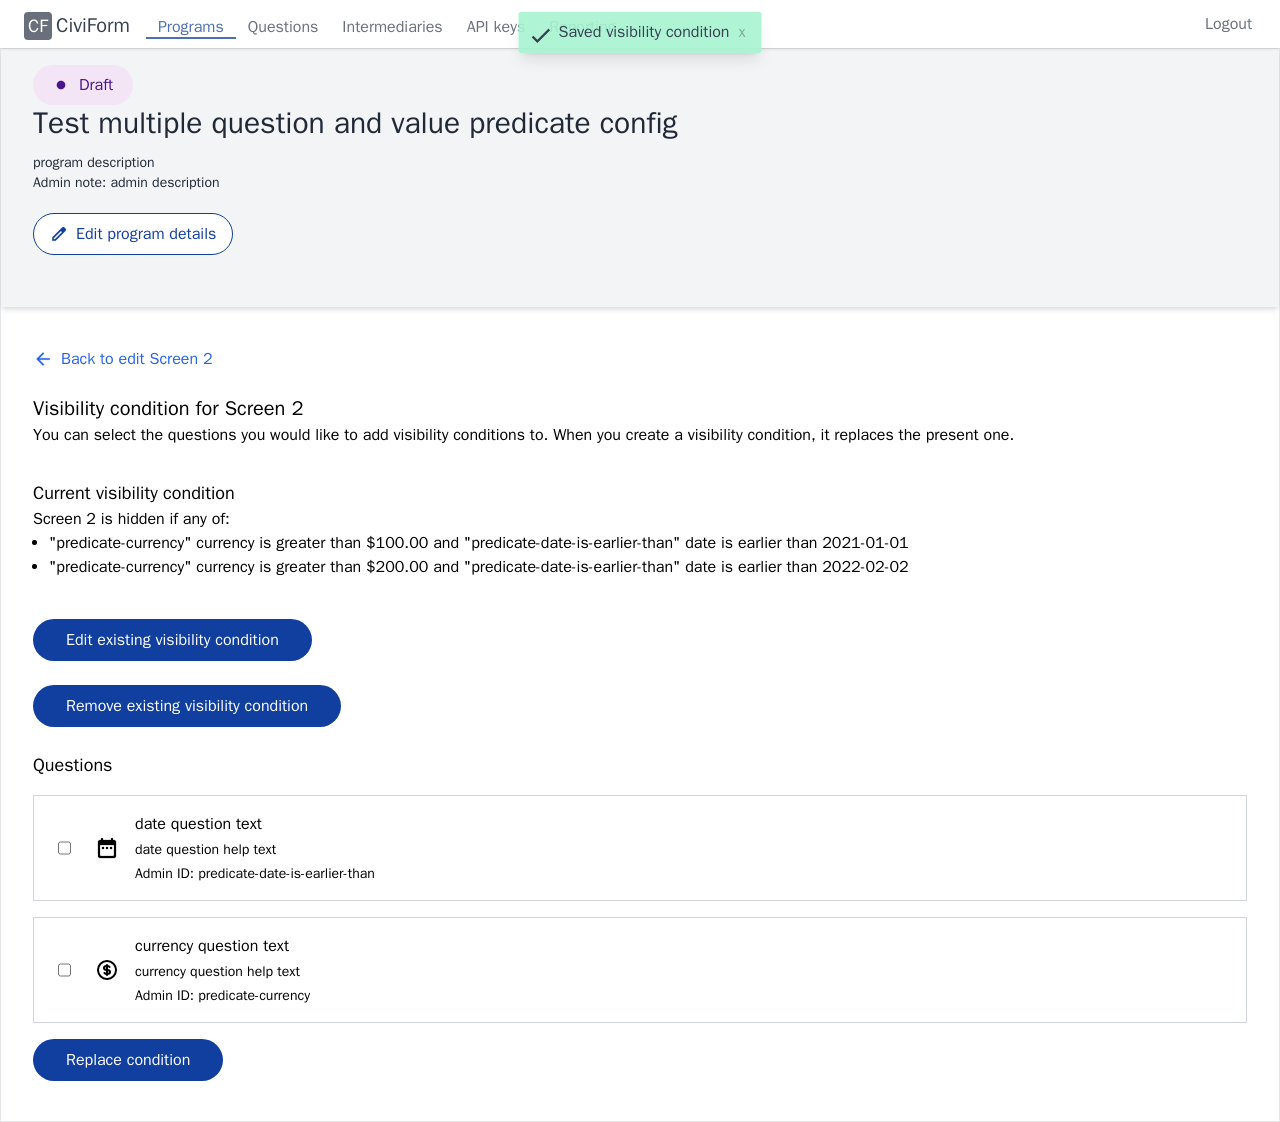 CF CiviForm Programs Questions Intermediaries API keys Logout
Saved visibility condition x
Draft
Test multiple question and value predicate config
program description
Admin note: admin description
Edit program details
Back to edit Screen 2
Visibility condition for Screen 2
You can select the questions you would like to add visibility conditions to. When you create a visibility condition, it replaces the present one.
Current visibility condition
Screen 2 is hidden if any of:
"predicate-currency" currency is greater than $100.00 and "predicate-date-is-earlier-than" date is earlier than 2021-01-01
"predicate-currency" currency is greater than $200.00 and "predicate-date-is-earlier-than" date is earlier than 2022-02-02
Edit existing visibility condition
Remove existing visibility condition
Questions
date question text
date question help text
Admin ID: predicate-date-is-earlier-than
currency question text
currency question help text
Admin ID: predicate-currency
Replace condition